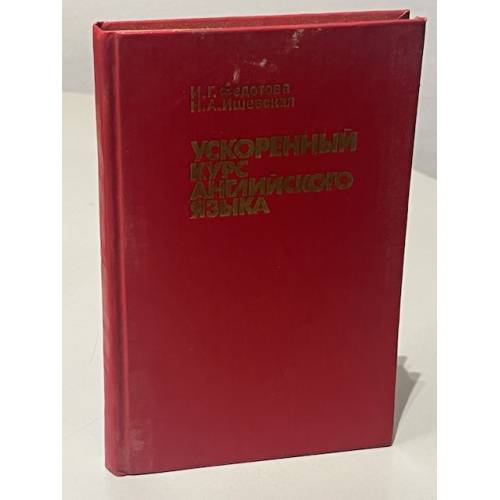 И.Г. Федотова
Н.А. Ишевская
УСКОРЕННЫЙ
КУРС
АНГЛИЙСКОГО
ЯЗЫКА